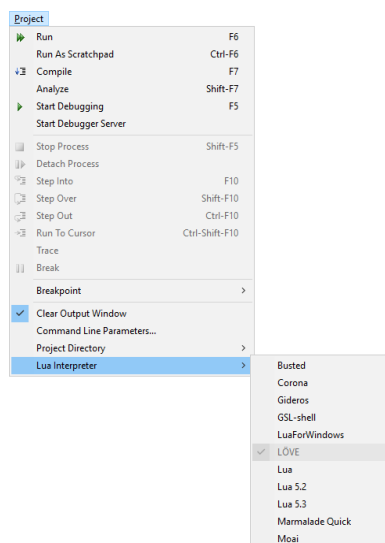 Project
Run F6
Run As Scratchpad Ctrl-F6
Compile F7
Analyze Shift-F7
Start Debugging F5
Start Debugger Server
Stop Process Shift-F5
Detach Process
Step Into F10
Step Over Shift-F10
Step Out Ctrl-F10
Run To Cursor Ctrl-Shift-F10
Trace
Break
Breakpoint
Clear Output Window
Command Line Parameters...
Project Directory
Lua Interpreter
Busted
Corona
Gideros
GSL-shell
LuaForWindows
LÖVE
Lua
Lua 5.2
Lua 5.3
Marmalade Quick
Moai